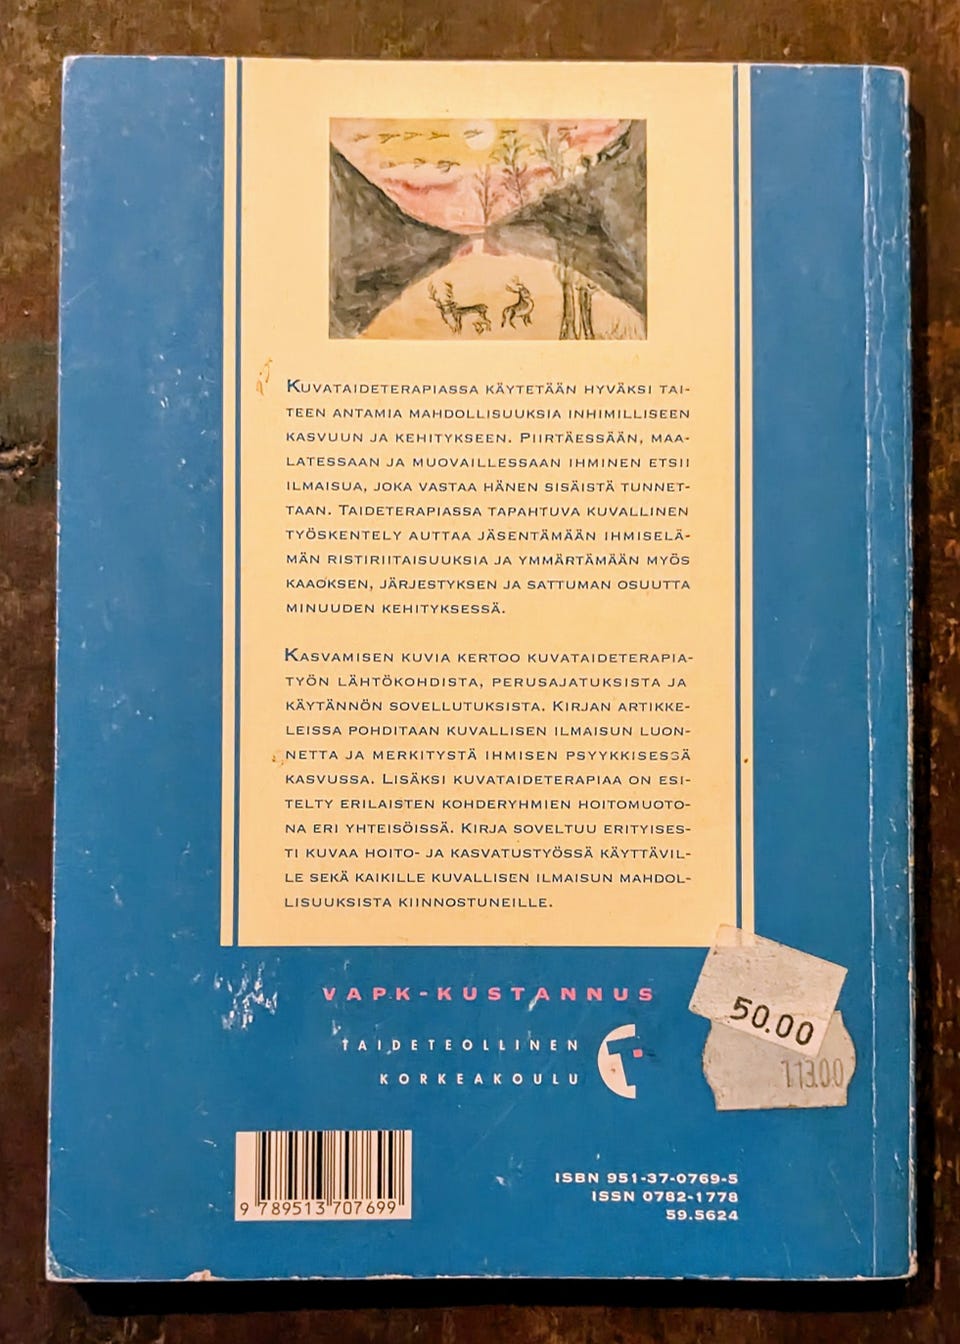 KUVATAIDETERAPIASSA KÄYTETÄÄN HYVÄKSI TAI-
TEEN ANTAMIA MAHDOLLISUUKSIA INHIMILLISEEN
KASVUUN JA KEHITYKSEEN. PIIRTÄESSÄÄN, MAA-
LATESSAAN JA MUOVAILLESSAAN IHMINEN ETSII
ILMAISUA, JOKA VASTAA HÄNEN SISÄISTÄ TUNNET-
TAAN. TAIDETERAPIASSA TAPAHTUVA KUVALLINEN
TYÖSKENTELY AUTTAA JÄSENTÄMÄÄN IHMISELÄ-
MÄN RISTIRIITAISUUKSIA JA YMMÄRTÄMÄÄN MYÖS
KAAOKSEN, JÄRJESTYKSEN JA SATTUMAN OSUUTTA
MINUUDEN KEHITYKSESSÄ.
KASVAMISEN KUVIA KERTOO KUVATAIDETERAPIA-
TYÖN LÄHTÖKOHDISTA, PERUSAJATUKSISTA JA
KÄYTÄNNÖN SOVELLUTUKSISTA. KIRJAN ARTIKKE-
LEISSA POHDITAAN KUVALLISEN ILMAISUN LUON-
NETTA JA MERKITYSTÄ IHMISEN PSYYKKISESSÄ
KASVUSSA. LISÄKSI KUVATAIDETERAPIAA ON ESI-
TELTY ERILAISTEN KOHDERYHMIEN HOITOMUOTO-
NA ERI YHTEISÖISSÄ. KIRJA SOVELTUU ERITYISES-
TI KUVAA HOITO- JA KASVATUSTYÖSSÄ KÄYTTÄVIL-
LE SEKÄ KAIKILLE KUVALLISEN ILMAISUN MAHDOL-
LISUUKSISTA KIINNOSTUNEILLE.
VAPK-KUSTANNUS
TAIDETEOLLINEN
KORKEAKOULU
50.00
113.00
ISBN 951-37-0769-5
ISSN 0782-1778
59.5624
9 789513 707699